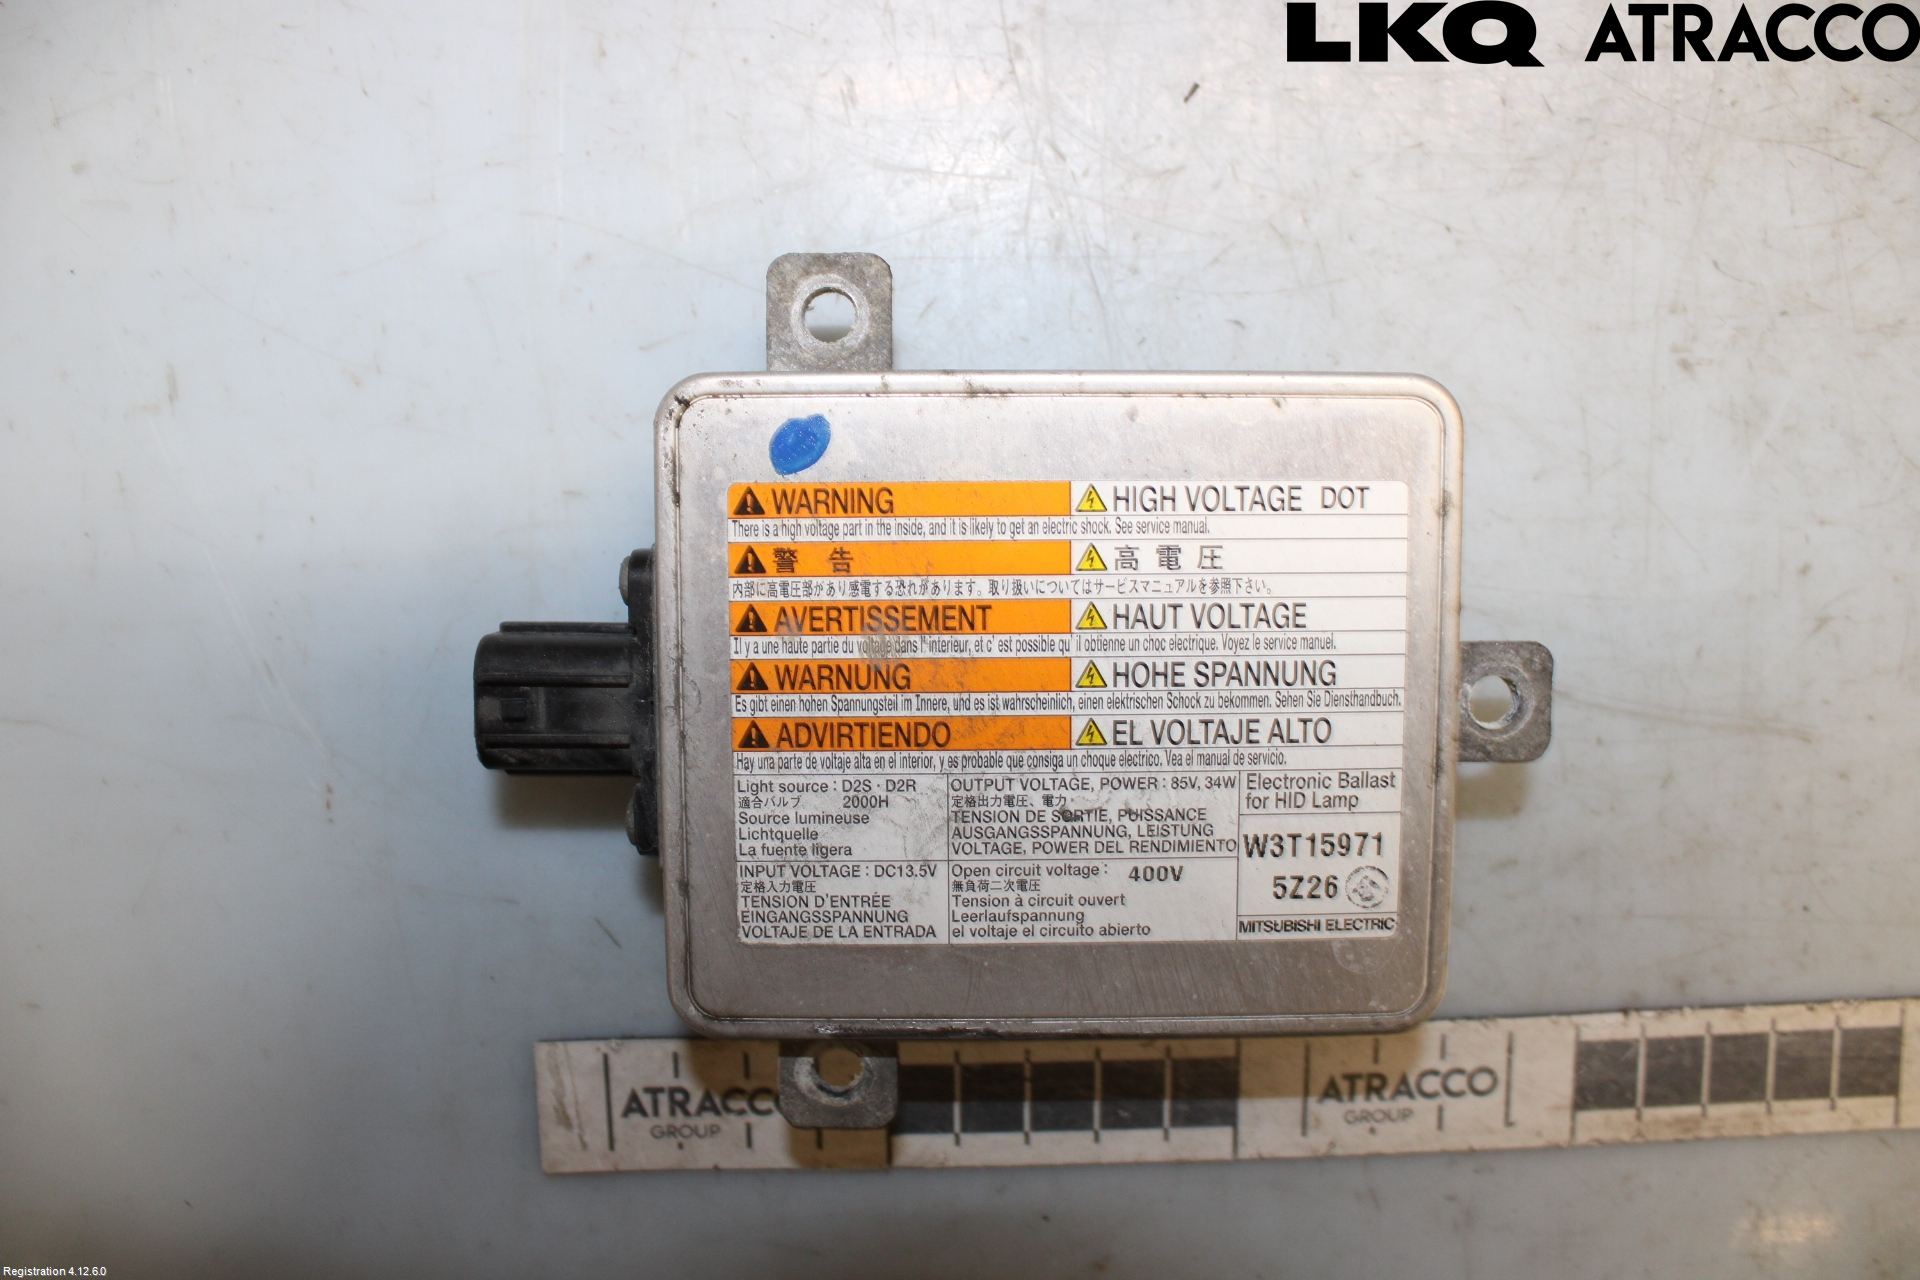 LKQ ATRACCO
WARNING HIGH VOLTAGE DOT
There is a high voltage part in the inside, and it is likely to get an electric shock. See service manual.
警 告 高 電 圧
内部に高電圧部があり感電する恐れがあります。取り扱いについてはサービスマニュアルを参照下さい。
AVERTISSEMENT HAUT VOLTAGE
Il y a une haute partie du voltage dans l' interieur, et c' est possible qu' il obtienne un choc electrique. Voyez le service manuel.
WARNUNG HOHE SPANNUNG
Es gibt einen hohen Spannungsteil im Innere, und es ist wahrscheinlich, einen elektrischen Schock zu bekommen. Sehen Sie Diensthandbuch.
ADVIRTIENDO EL VOLTAJE ALTO
Hay una parte de voltaje alta en el interior, y es probable que consiga un choque eléctrico. Vea el manual de servicio.
Light source : D2S · D2R
適合バルブ 2000H
Source lumineuse
Lichtquelle
La fuente ligera
OUTPUT VOLTAGE, POWER : 85V, 34W
定格出力電圧、電力
TENSION DE SORTIE, PUISSANCE
AUSGANGSSPANNUNG, LEISTUNG
VOLTAGE, POWER DEL RENDIMIENTO
Electronic Ballast
for HID Lamp
W3T15971
5Z26
MITSUBISHI ELECTRIC
INPUT VOLTAGE : DC13.5V
定格入力電圧
TENSION D'ENTRÉE
EINGANGSSPANNUNG
VOLTAJE DE LA ENTRADA
Open circuit voltage : 400V
無負荷二次電圧
Tension à circuit ouvert
Leerlaufspannung
el voltaje el circuito abierto
ATRACCO
GROUP
ATRACCO
GROUP
Registration 4.12.6.0